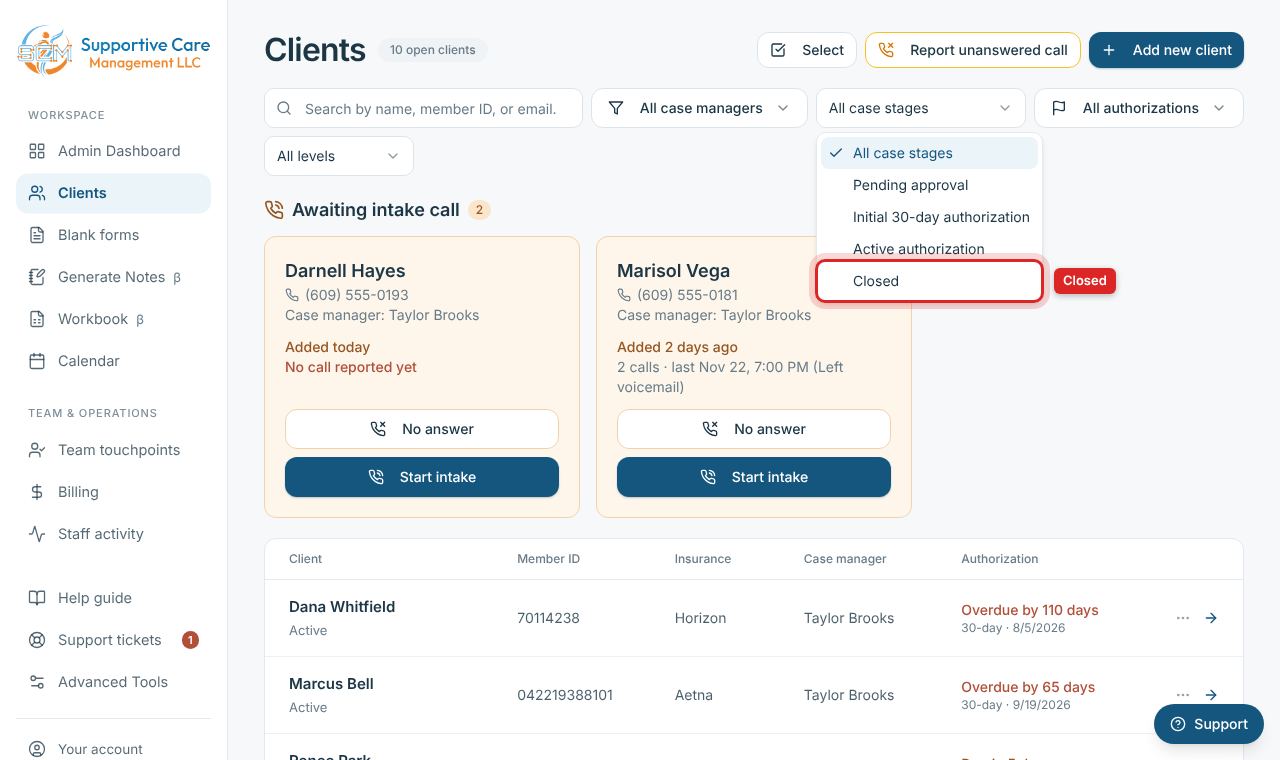 SCM
Supportive Care
Management LLC
WORKSPACE
Admin Dashboard
Clients
Blank forms
Generate Notes β
Workbook β
Calendar
TEAM & OPERATIONS
Team touchpoints
Billing
Staff activity
Help guide
Support tickets 1
Advanced Tools
Your account
Clients 10 open clients
Select
Report unanswered call
Add new client
Search by name, member ID, or email.
All case managers
All case stages
All authorizations
All levels
All case stages
Pending approval
Initial 30-day authorization
Active authorization
Closed
Closed
Awaiting intake call 2
Darnell Hayes
(609) 555-0193
Case manager: Taylor Brooks
Added today
No call reported yet
No answer
Start intake
Marisol Vega
(609) 555-0181
Case manager: Taylor Brooks
Added 2 days ago
2 calls · last Nov 22, 7:00 PM (Left
voicemail)
No answer
Start intake
Client Member ID Insurance Case manager Authorization
Dana Whitfield
Active
70114238 Horizon Taylor Brooks
Overdue by 110 days
30-day · 8/5/2026
Marcus Bell
Active
042219388101 Aetna Taylor Brooks
Overdue by 65 days
30-day · 9/19/2026
Support